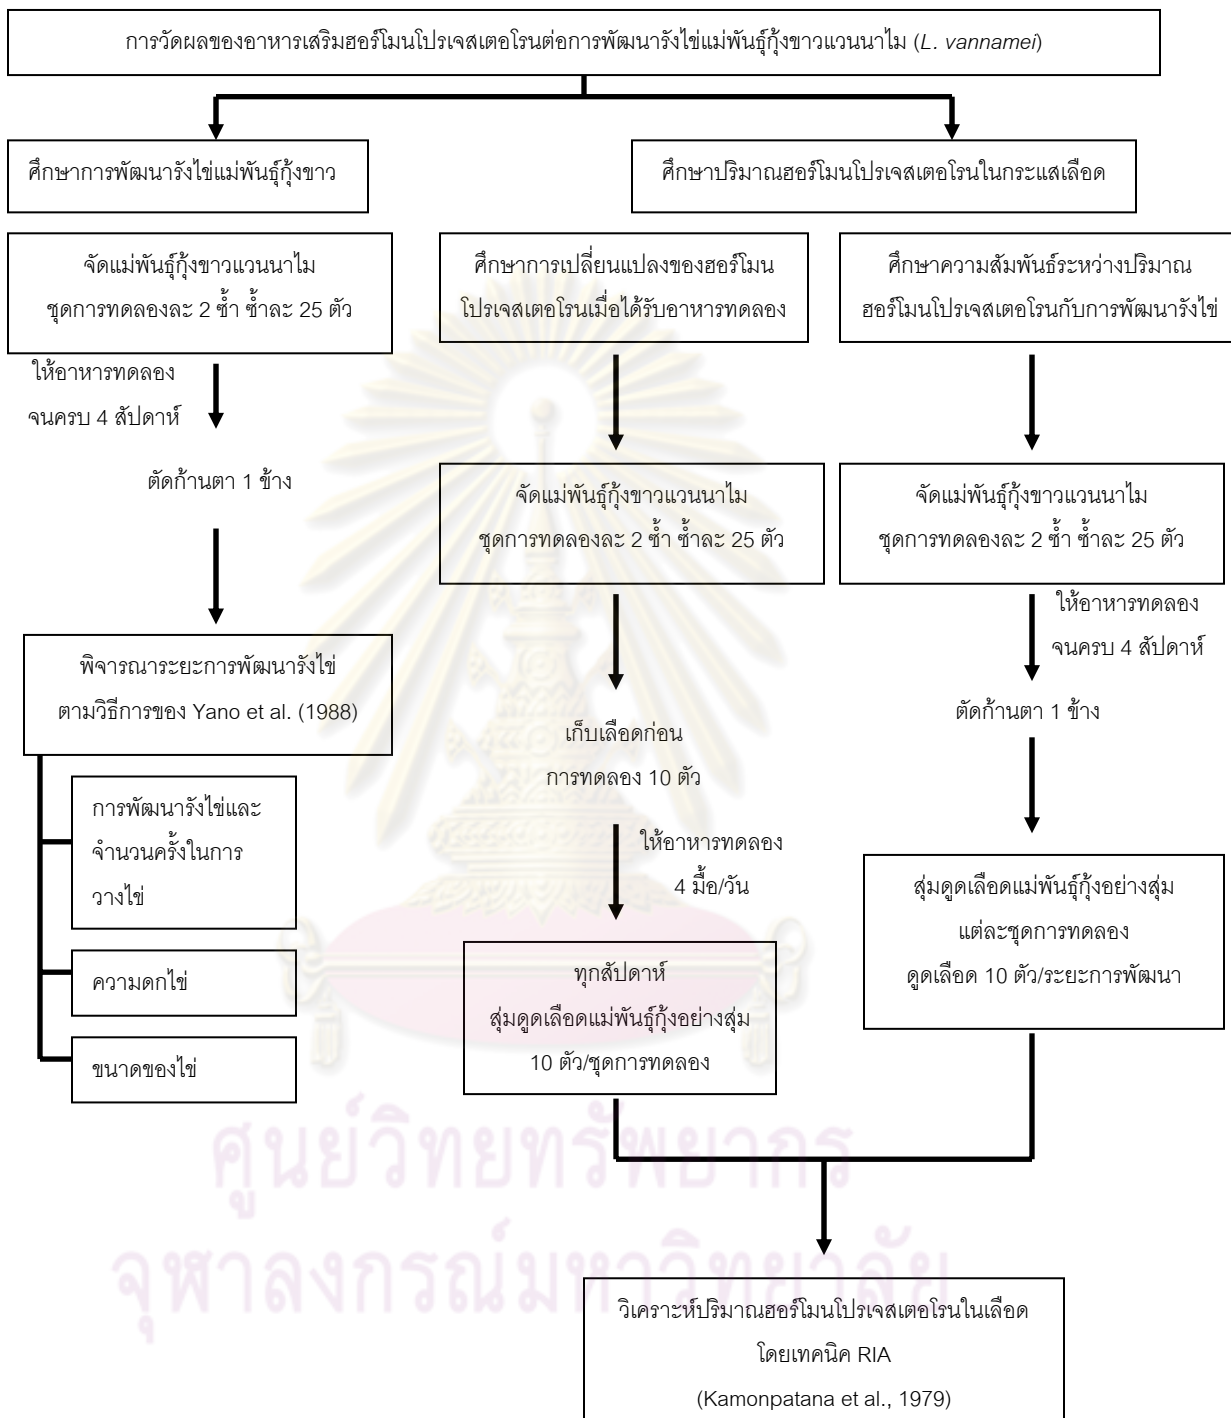 การวัดผลของอาหารเสริมฮอร์โมนโปรเจสเตอโรนต่อการพัฒนารังไข่แม่พันธุ์กุ้งขาวแวนนาไม (L. vannamei)
ศึกษาการพัฒนารังไข่แม่พันธุ์กุ้งขาว
ศึกษาปริมาณฮอร์โมนโปรเจสเตอโรนในกระแสเลือด
จัดแม่พันธุ์กุ้งขาวแวนนาไม
ชุดการทดลองละ 2 ซ้ำ ซ้ำละ 25 ตัว
ให้อาหารทดลอง
จนครบ 4 สัปดาห์
ตัดก้านตา 1 ข้าง
พิจารณาระยะการพัฒนารังไข่
ตามวิธีการของ Yano et al. (1988)
การพัฒนารังไข่และ
จำนวนครั้งในการ
วางไข่
ความดกไข่
ขนาดของไข่
ศึกษาการเปลี่ยนแปลงของฮอร์โมน
โปรเจสเตอโรนเมื่อได้รับอาหารทดลอง
จัดแม่พันธุ์กุ้งขาวแวนนาไม
ชุดการทดลองละ 2 ซ้ำ ซ้ำละ 25 ตัว
เก็บเลือดก่อน
การทดลอง 10 ตัว
ให้อาหารทดลอง
4 มื้อ/วัน
ทุกสัปดาห์
สุ่มดูดเลือดแม่พันธุ์กุ้งอย่างสุ่ม
10 ตัว/ชุดการทดลอง
ศึกษาความสัมพันธ์ระหว่างปริมาณ
ฮอร์โมนโปรเจสเตอโรนกับการพัฒนารังไข่
จัดแม่พันธุ์กุ้งขาวแวนนาไม
ชุดการทดลองละ 2 ซ้ำ ซ้ำละ 25 ตัว
ให้อาหารทดลอง
จนครบ 4 สัปดาห์
ตัดก้านตา 1 ข้าง
สุ่มดูดเลือดแม่พันธุ์กุ้งอย่างสุ่ม
แต่ละชุดการทดลอง
ดูดเลือด 10 ตัว/ระยะการพัฒนา
วิเคราะห์ปริมาณฮอร์โมนโปรเจสเตอโรนในเลือด
โดยเทคนิค RIA
(Kamonpatana et al., 1979)
ศูนย์วิทยทรัพยากร
จุฬาลงกรณ์มหาวิทยาลัย